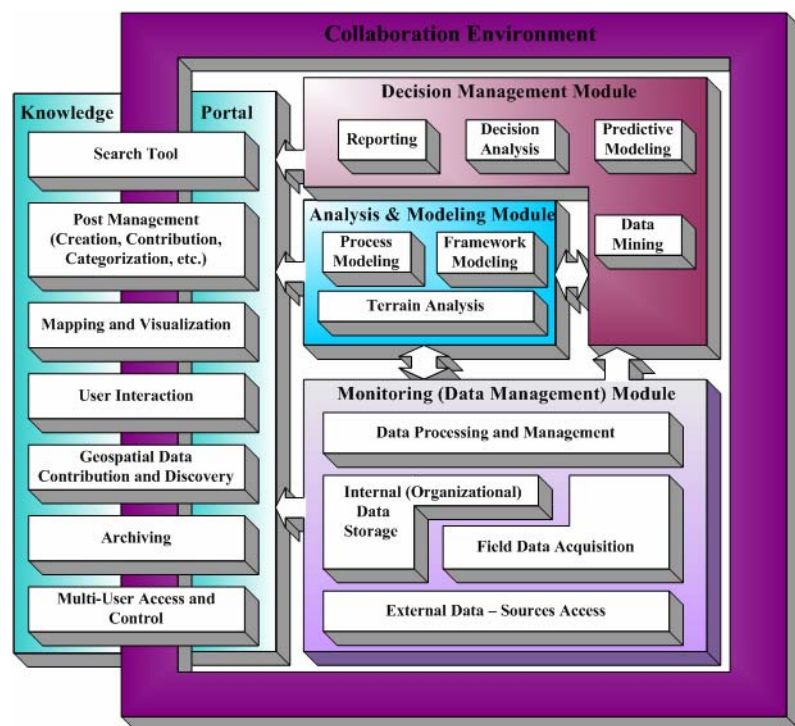 Collaboration Environment
Knowledge Portal
Search Tool
Post Management
(Creation, Contribution,
Categorization, etc.)
Mapping and Visualization
User Interaction
Geospatial Data
Contribution and Discovery
Archiving
Multi-User Access and
Control
Decision Management Module
Reporting
Decision
Analysis
Predictive
Modeling
Data
Mining
Analysis & Modeling Module
Process
Modeling
Framework
Modeling
Terrain Analysis
Monitoring (Data Management) Module
Data Processing and Management
Internal (Organizational)
Data
Storage
Field Data Acquisition
External Data – Sources Access